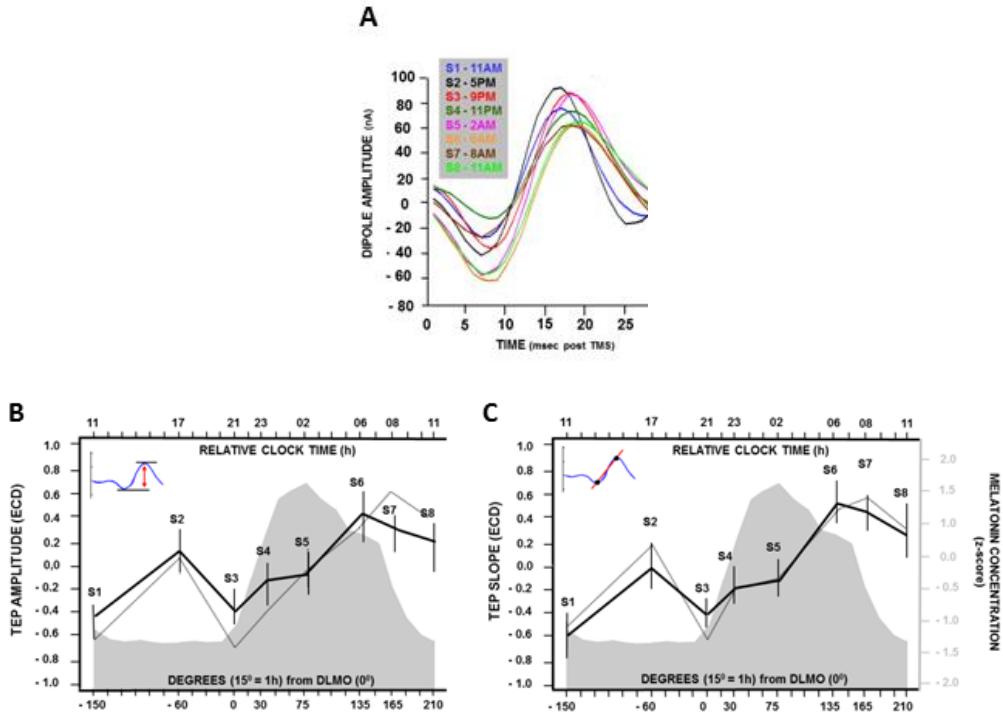 A
100
80
60
40
20
0
- 20
- 40
- 60
- 80
DIPOLE AMPLITUDE (nA)
S1 - 11AM
S2 - 5PM
S3 - 9PM
S4 - 11PM
S5 - 2AM
S6 - 6AM
S7 - 8AM
S8 - 11AM
0 5 10 15 20 25
TIME (msec post TMS)
B
11 17 21 23 02 06 08 11
RELATIVE CLOCK TIME (h)
1.0
0.8
0.6
0.4
0.2
0.0
- 0.2
- 0.4
- 0.6
- 0.8
- 1.0
TEP AMPLITUDE (ECD)
S1
S2
S3
S4
S5
S6
S7
S8
DEGREES (15⁰ = 1h) from DLMO (0⁰)
- 150 - 60 0 30 75 135 165 210
C
11 17 21 23 02 06 08 11
RELATIVE CLOCK TIME (h)
1.0
0.8
0.6
0.4
0.2
0.0
- 0.2
- 0.4
- 0.6
- 0.8
- 1.0
TEP SLOPE (ECD)
S1
S2
S3
S4
S5
S6
S7
S8
2.0
1.5
1.0
0.5
0.0
- 0.5
- 1.0
- 1.5
- 2.0
MELATONIN CONCENTRATION
(z-score)
DEGREES (15⁰ = 1h) from DLMO (0⁰)
- 150 - 60 0 30 75 135 165 210